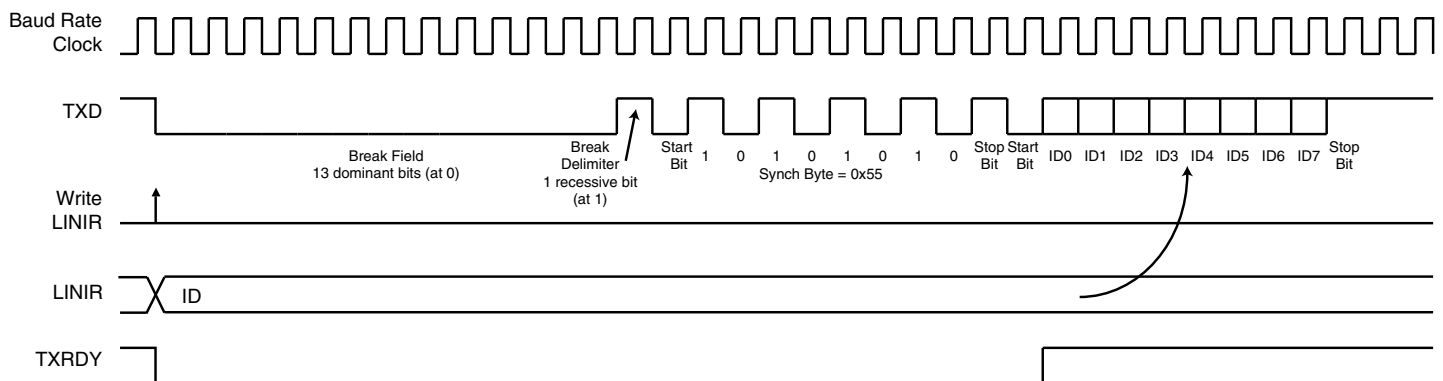 Baud Rate
Clock
TXD
Break Field
13 dominant bits (at 0)
Break
Delimiter
1 recessive bit
(at 1)
Start
Bit
1 0 1 0 1 0 1 0
Synch Byte = 0x55
Stop
Bit
Start
Bit
ID0 ID1 ID2 ID3 ID4 ID5 ID6 ID7
Stop
Bit
Write
LINIR
LINIR
ID
TXRDY